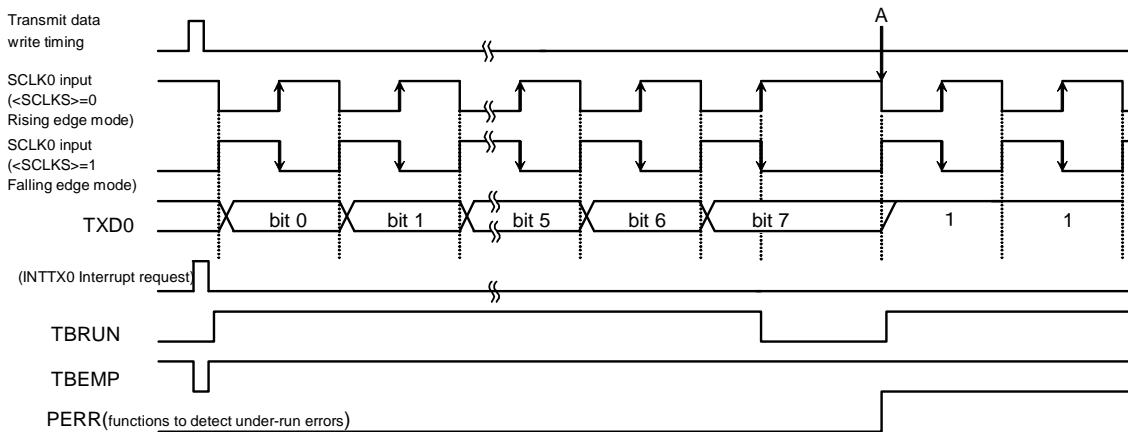 Transmit data
write timing
A
SCLK0 input
(<SCLKS>=0
Rising edge mode)
SCLK0 input
(<SCLKS>=1
Falling edge mode)
TXD0 bit 0 bit 1 bit 5 bit 6 bit 7 1 1
(INTTX0 Interrupt request)
TBRUN
TBEMP
PERR(functions to detect under-run errors)